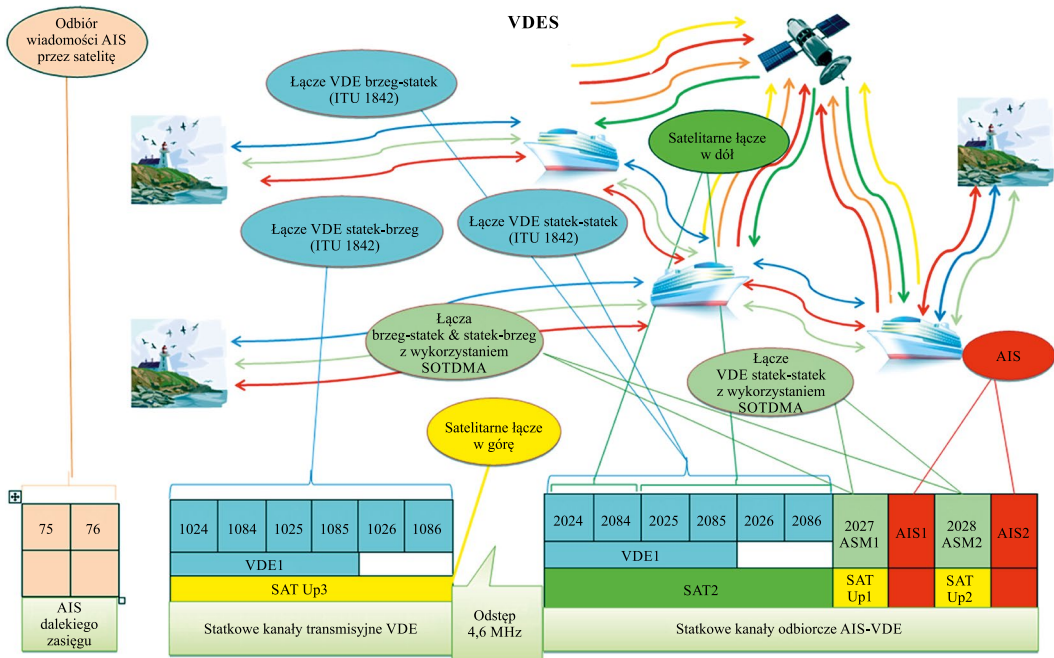 VDES
Odbiór
wiadomości AIS
przez satelitę
Łącze VDE brzeg-statek
(ITU 1842)
Satelitarne łącze
w dół
Łącze VDE statek-brzeg
(ITU 1842)
Łącze VDE statek-statek
(ITU 1842)
Łącza
brzeg-statek & statek-brzeg
z wykorzystaniem
SOTDMA
Łącze
VDE statek-statek
z wykorzystaniem
SOTDMA
AIS
Satelitarne łącze
w górę
75 76
AIS
dalekiego
zasięgu
1024 1084 1025 1085 1026 1086
VDE1
SAT Up3
Statkowe kanały transmisyjne VDE
Odstęp
4,6 MHz
2024 2084 2025 2085 2026 2086
VDE1
SAT2
2027
ASM1
AIS1
2028
ASM2
AIS2
SAT
Up1
SAT
Up2
Statkowe kanały odbiorcze AIS-VDE